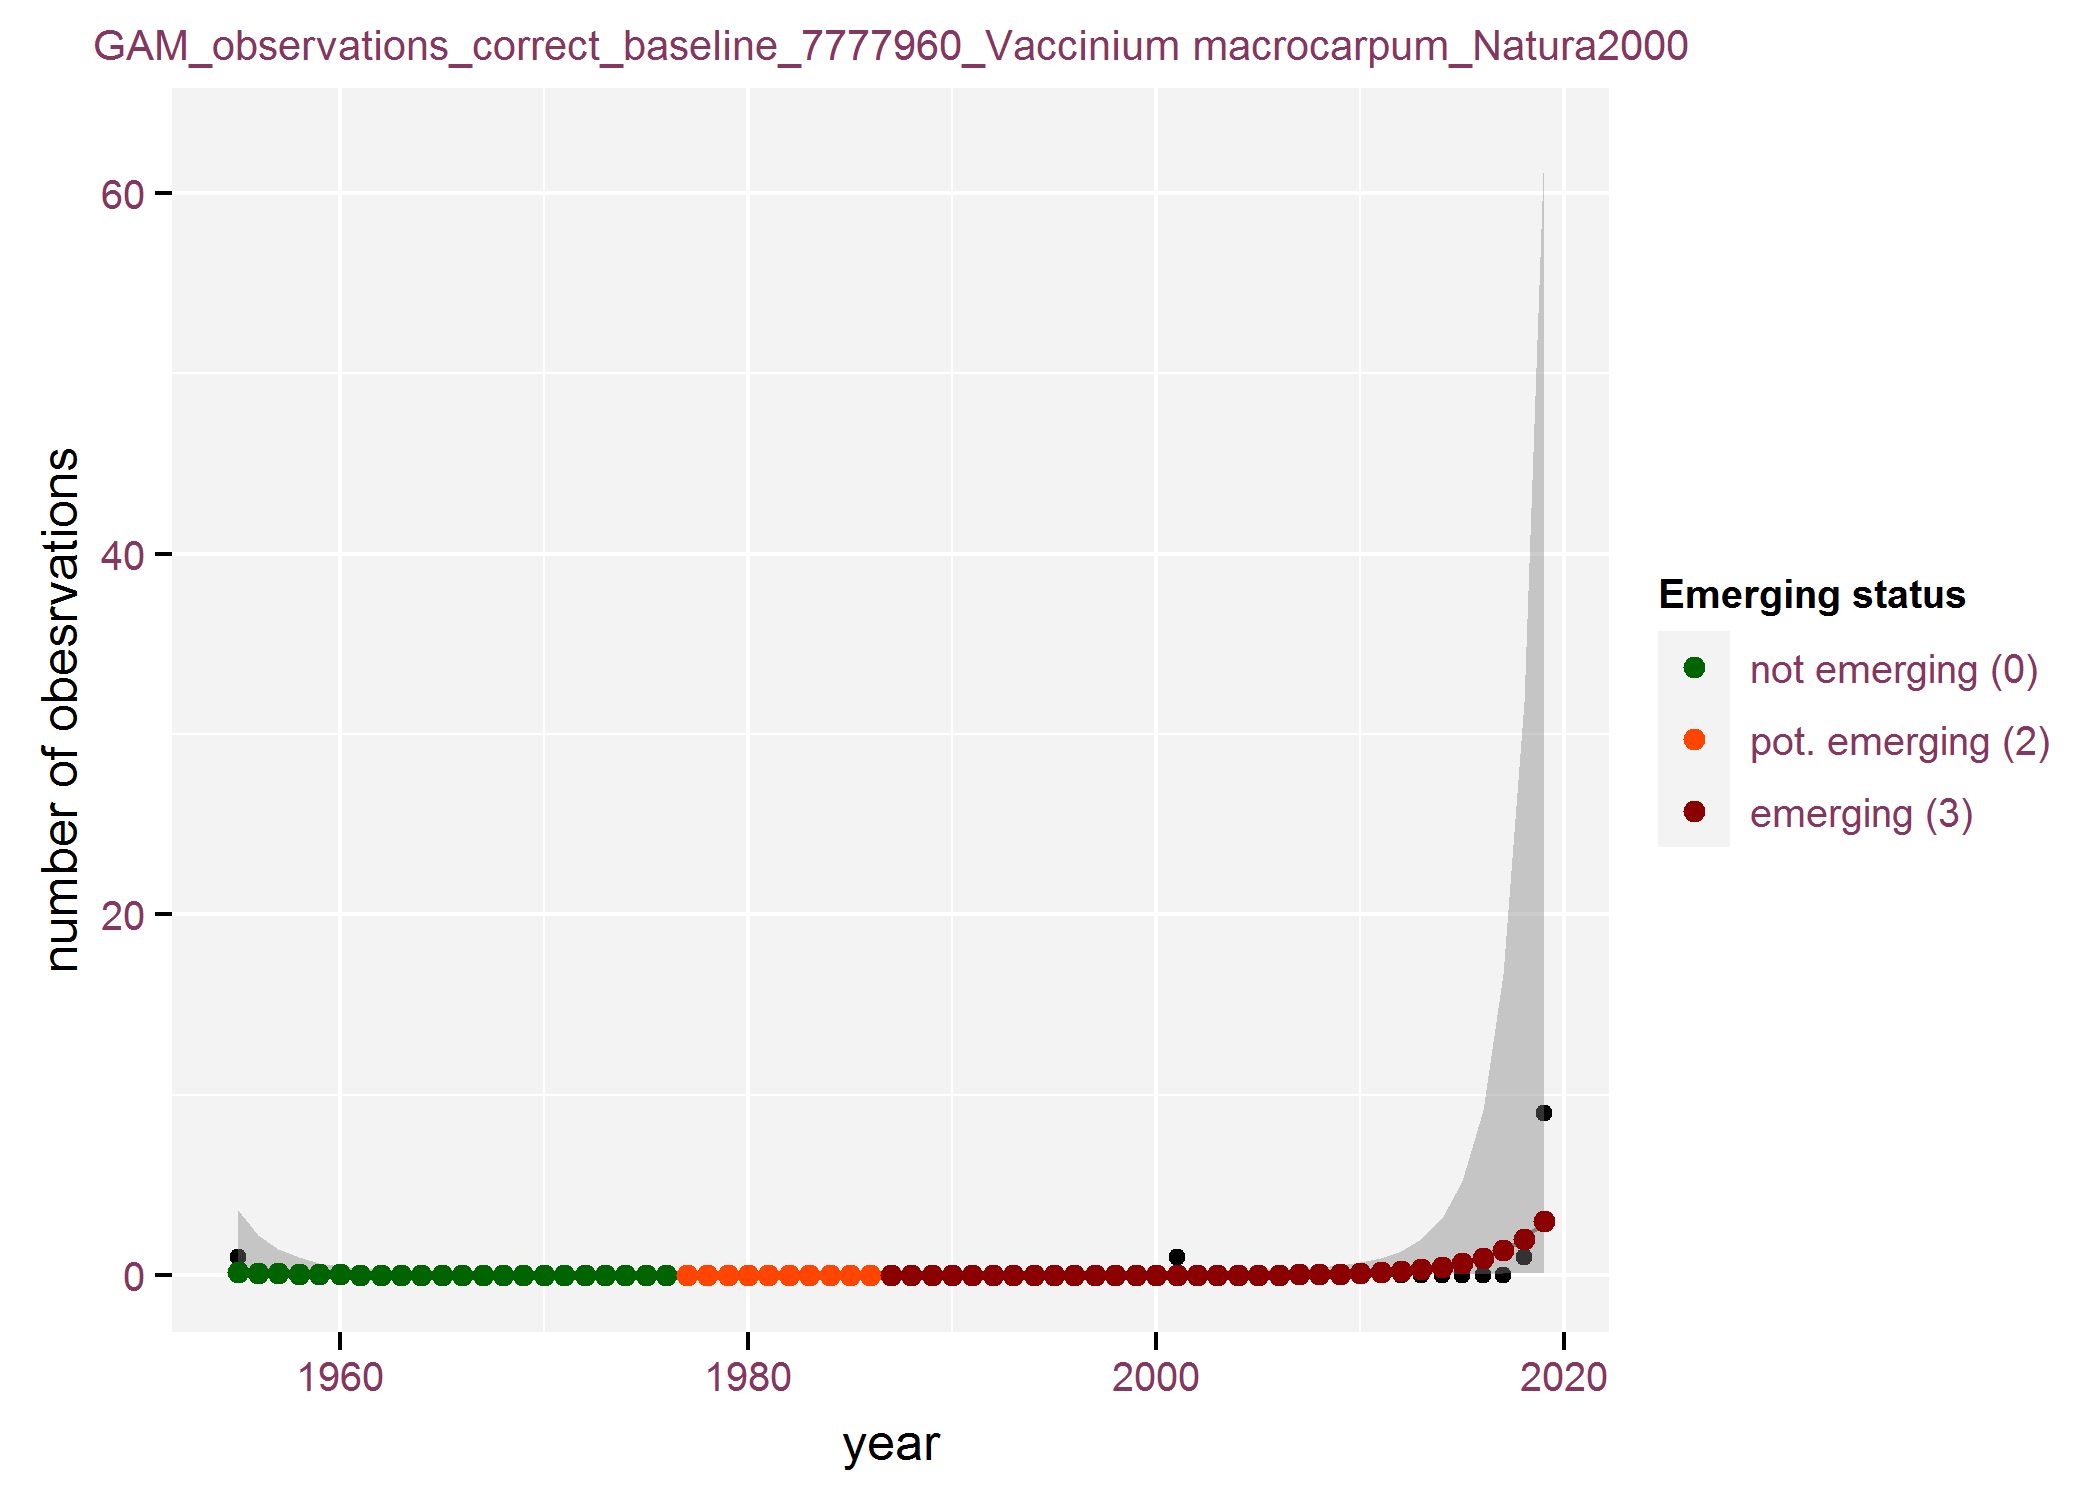 GAM_observations_correct_baseline_7777960_Vaccinium macrocarpum_Natura2000
60
40
20
0
number of obesrvations
1960
1980
2000
2020
year
Emerging status
not emerging (0)
pot. emerging (2)
emerging (3)